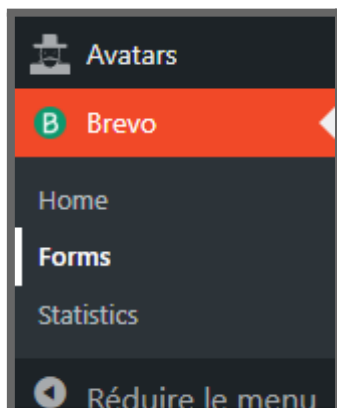 Avatars
B Brevo
Home
Forms
Statistics
Réduire le menu